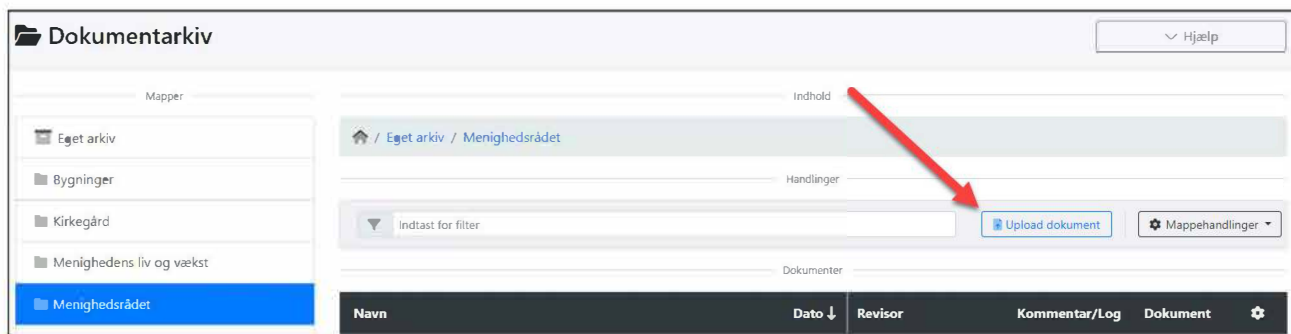 Dokumentarkiv
Hjælp
Mapper
Indhold
Eget arkiv
/ Eget arkiv / Menighedsrådet
Bygninger
Handlinger
Kirkegård
Indtast for filter
Upload dokument
Mappehandlinger
Menighedens liv og vækst
Dokumenter
Menighedsrådet
Navn Dato ↓ Revisor Kommentar/Log Dokument